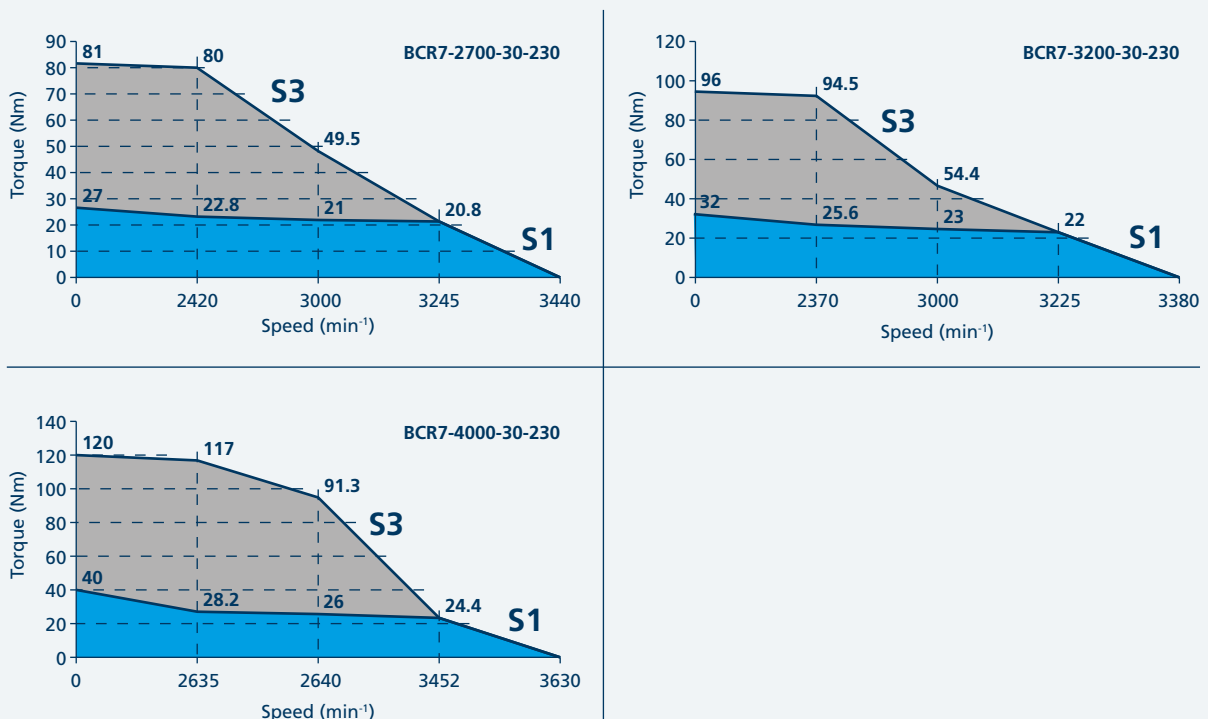 BCR7-2700-30-230
Torque (Nm)
90
80
70
60
50
40
30
20
10
0
81
80
S3
49.5
27
22.8
21
20.8
S1
0 2420 3000 3245 3440
Speed (min-1)
BCR7-3200-30-230
Torque (Nm)
120
100
80
60
40
20
0
96
94.5
S3
54.4
32
25.6
23
22
S1
0 2370 3000 3225 3380
Speed (min-1)
BCR7-4000-30-230
Torque (Nm)
140
120
100
80
60
40
20
0
120
117
91.3
S3
40
28.2
26
24.4
S1
0 2635 2640 3452 3630
Speed (min-1)